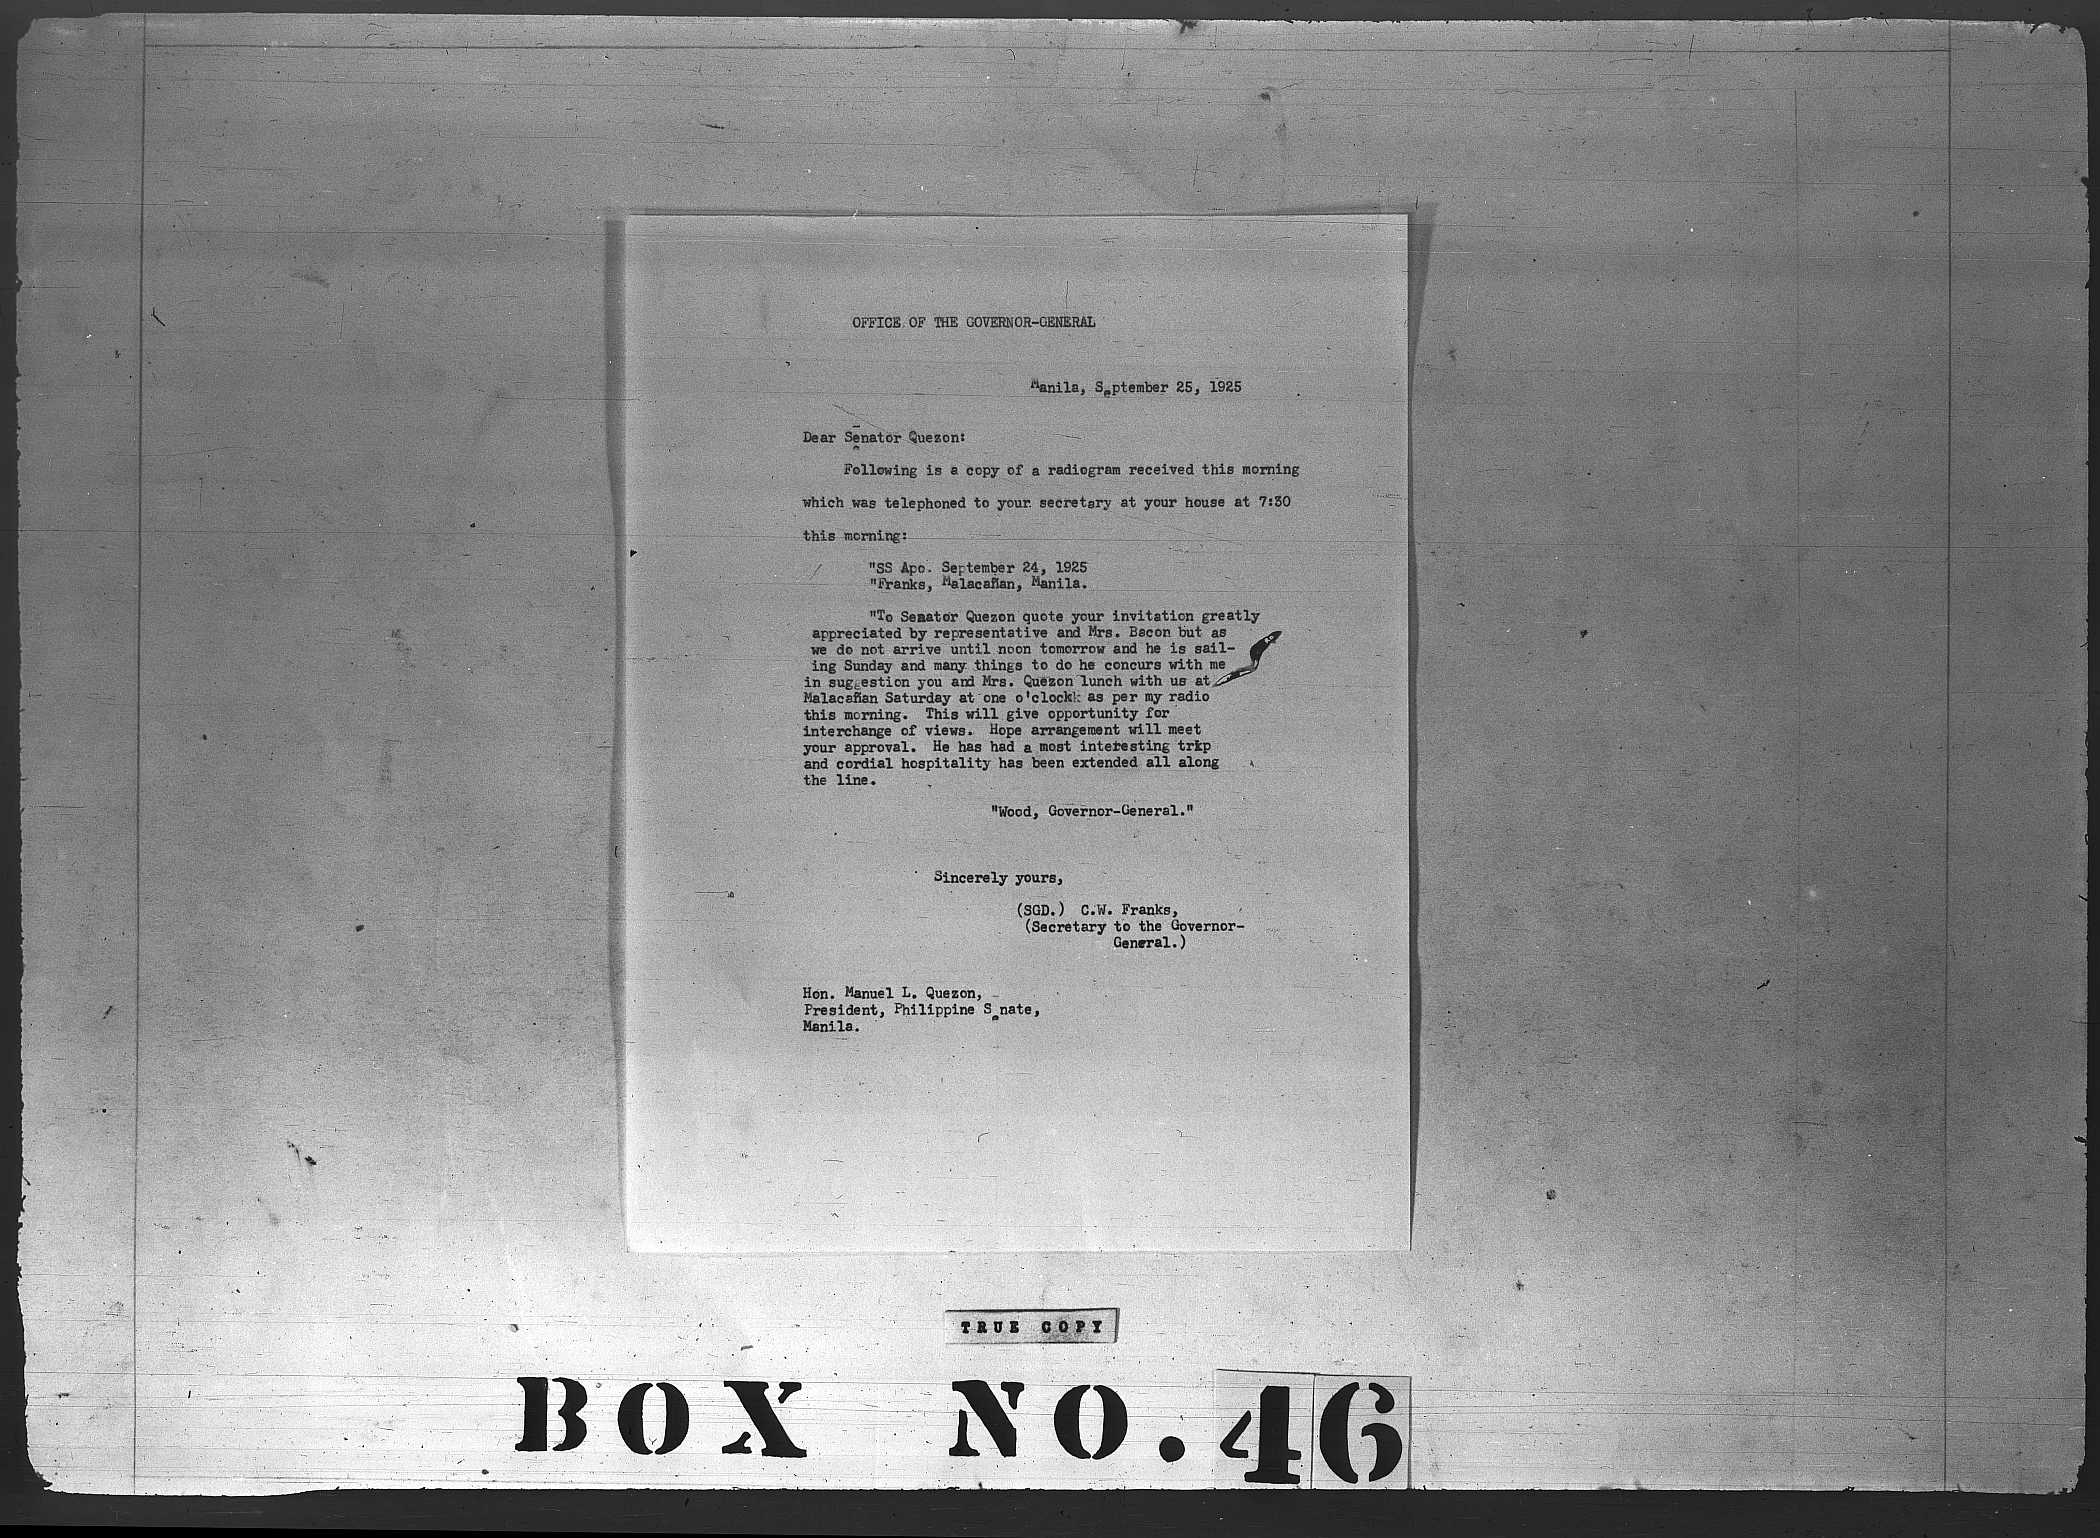 OFFICE OF THE GOVERNOR-GENERAL
Manila, September 25, 1925
Dear Senator Quezon:
Following is a copy of a radiogram received this morning
which was telephoned to your secretary at your house at 7:30
this morning:
"SS Apo. September 24, 1925
"Franks, Malacañan, Manila.
"To Senator Quezon quote your invitation greatly
appreciated by representative and Mrs. Bacon but as
we do not arrive until noon tomorrow and he is sail-
ing Sunday and many things to do he concurs with me
in suggestion you and Mrs. Quezon lunch with us at
Malacañan Saturday at one o'clockk as per my radio
this morning. This will give opportunity for
interchange of views. Hope arrangement will meet
your approval. He has had a most interesting trip
and cordial hospitality has been extended all along
the line.
"Wood, Governor-General."
Sincerely yours,
(SGD.) C.W. Franks,
(Secretary to the Governor-
General.)
Hon. Manuel L. Quezon,
President, Philippine Senate,
Manila.
TRUE COPY
BOX NO. 46